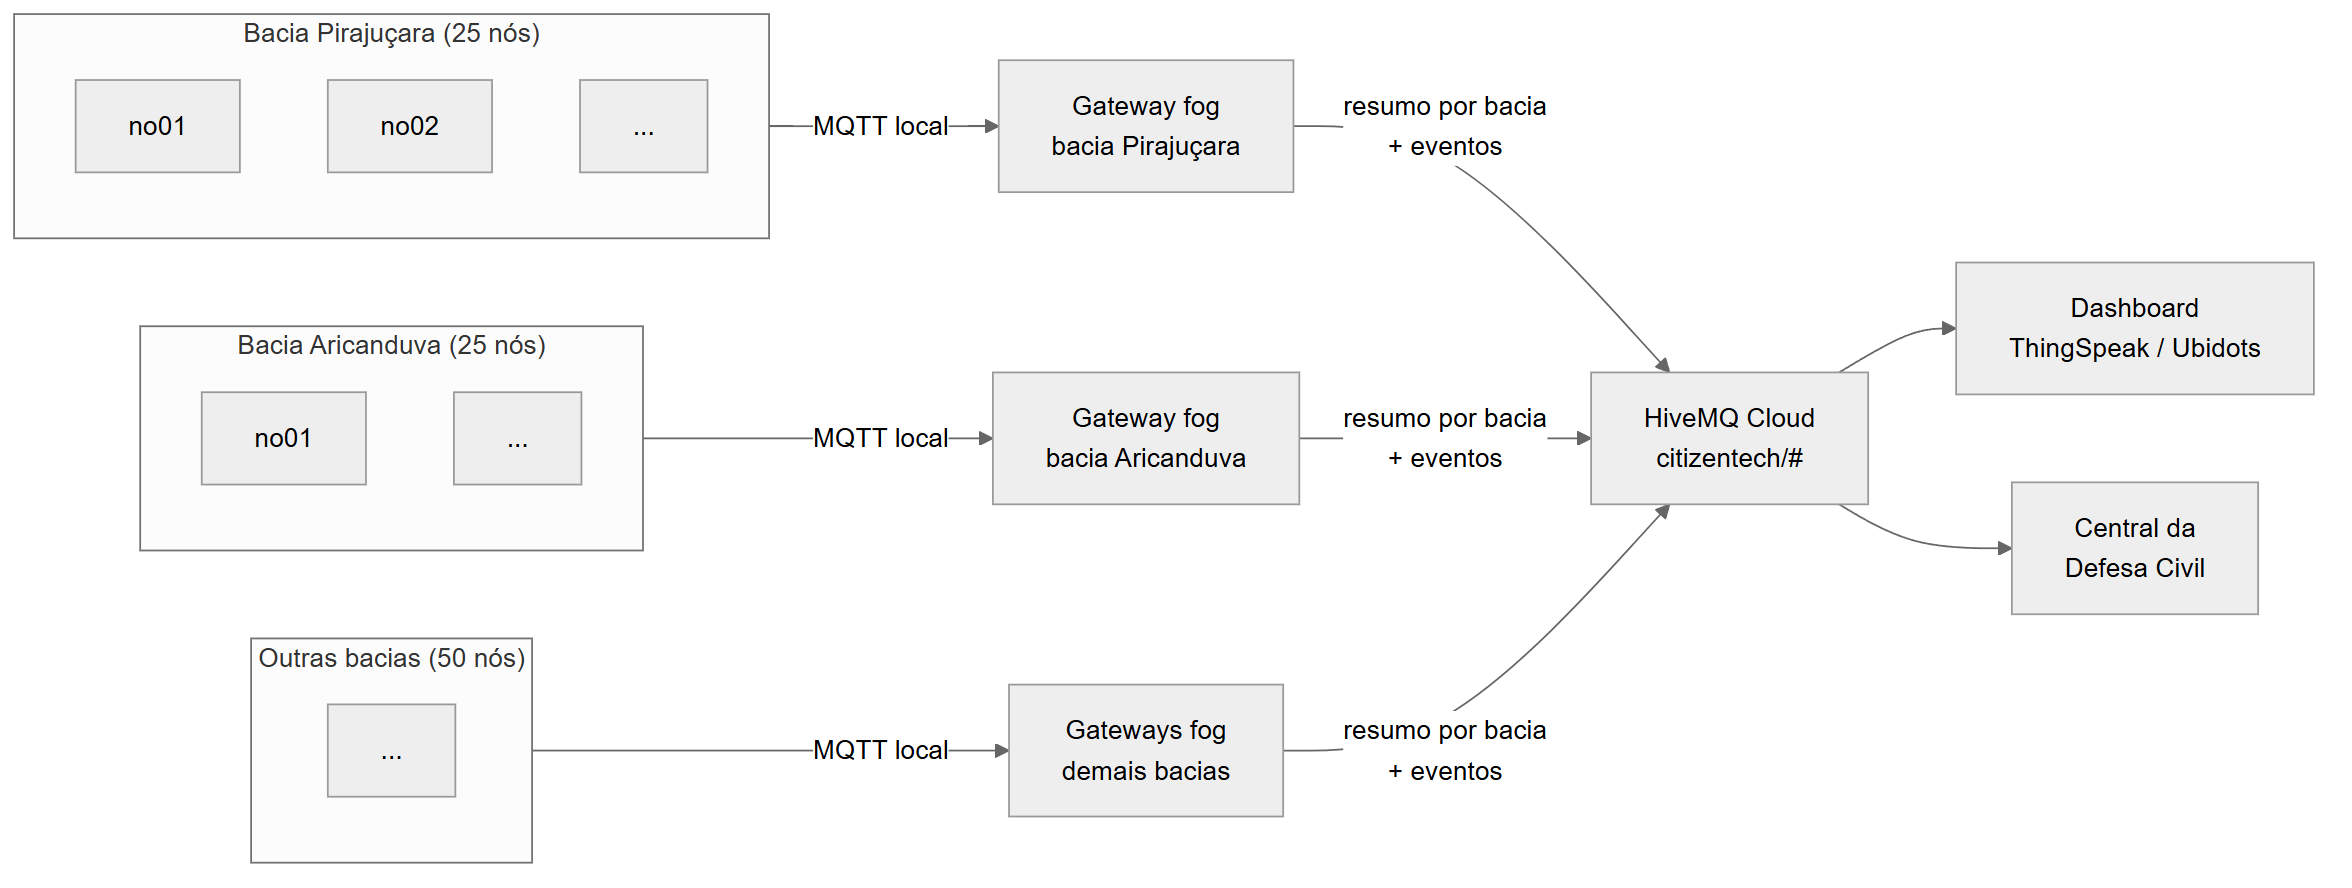 Bacia Pirajuçara (25 nós)
no01
no02
...
MQTT local
Gateway fog
bacia Pirajuçara
resumo por bacia
+ eventos
Bacia Aricanduva (25 nós)
no01
...
MQTT local
Gateway fog
bacia Aricanduva
resumo por bacia
+ eventos
Outras bacias (50 nós)
...
MQTT local
Gateways fog
demais bacias
resumo por bacia
+ eventos
HiveMQ Cloud
citizentech/#
Dashboard
ThingSpeak / Ubidots
Central da
Defesa Civil